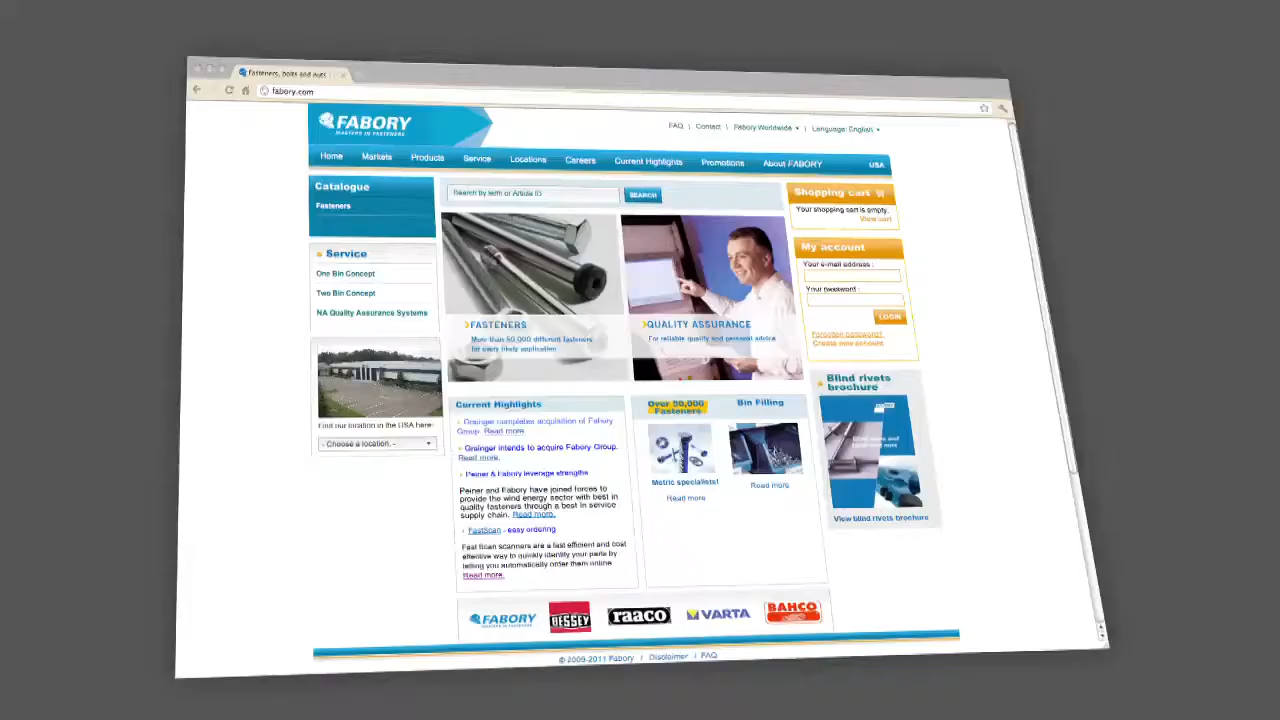 Fasteners, bolts and nuts
fabory.com
FABORY
MASTERS IN FASTENERS
FAQ | Contact | Fabory Worldwide | Language: English
Home Markets Products Service Locations Careers Current Highlights Promotions About FABORY USA
Catalogue
Fasteners
Search by term or Article ID
SEARCH
Shopping cart
Your shopping cart is empty.
View cart
Service
One Bin Concept
Two Bin Concept
NA Quality Assurance Systems
FASTENERS
More than 50,000 different fasteners
for every likely application
QUALITY ASSURANCE
For reliable quality and personal advice
My account
Your e-mail address :
Your password :
LOGIN
Forgotten password?
Create new account
Find our location in the USA here:
- Choose a location. -
Current Highlights
Grainger completes acquisition of Fabory
Group. Read more.
Grainger intends to acquire Fabory Group.
Read more.
Peiner & Fabory leverage strengths
Peiner and Fabory have joined forces to
provide the wind energy sector with best in
quality fasteners through a best in service
supply chain. Read more.
FastScan - easy ordering
Fast Scan scanners are a fast efficient and cost
effective way to quickly identify your parts by
letting you automatically order them online
Read more.
Over 50,000
Fasteners
Metric specialists!
Read more
Bin Filling
Read more
Blind rivets
brochure
View blind rivets brochure
FABORY
BESSEY
raaco
VARTA
BAHCO
© 2009-2011 Fabory | Disclaimer | FAQ